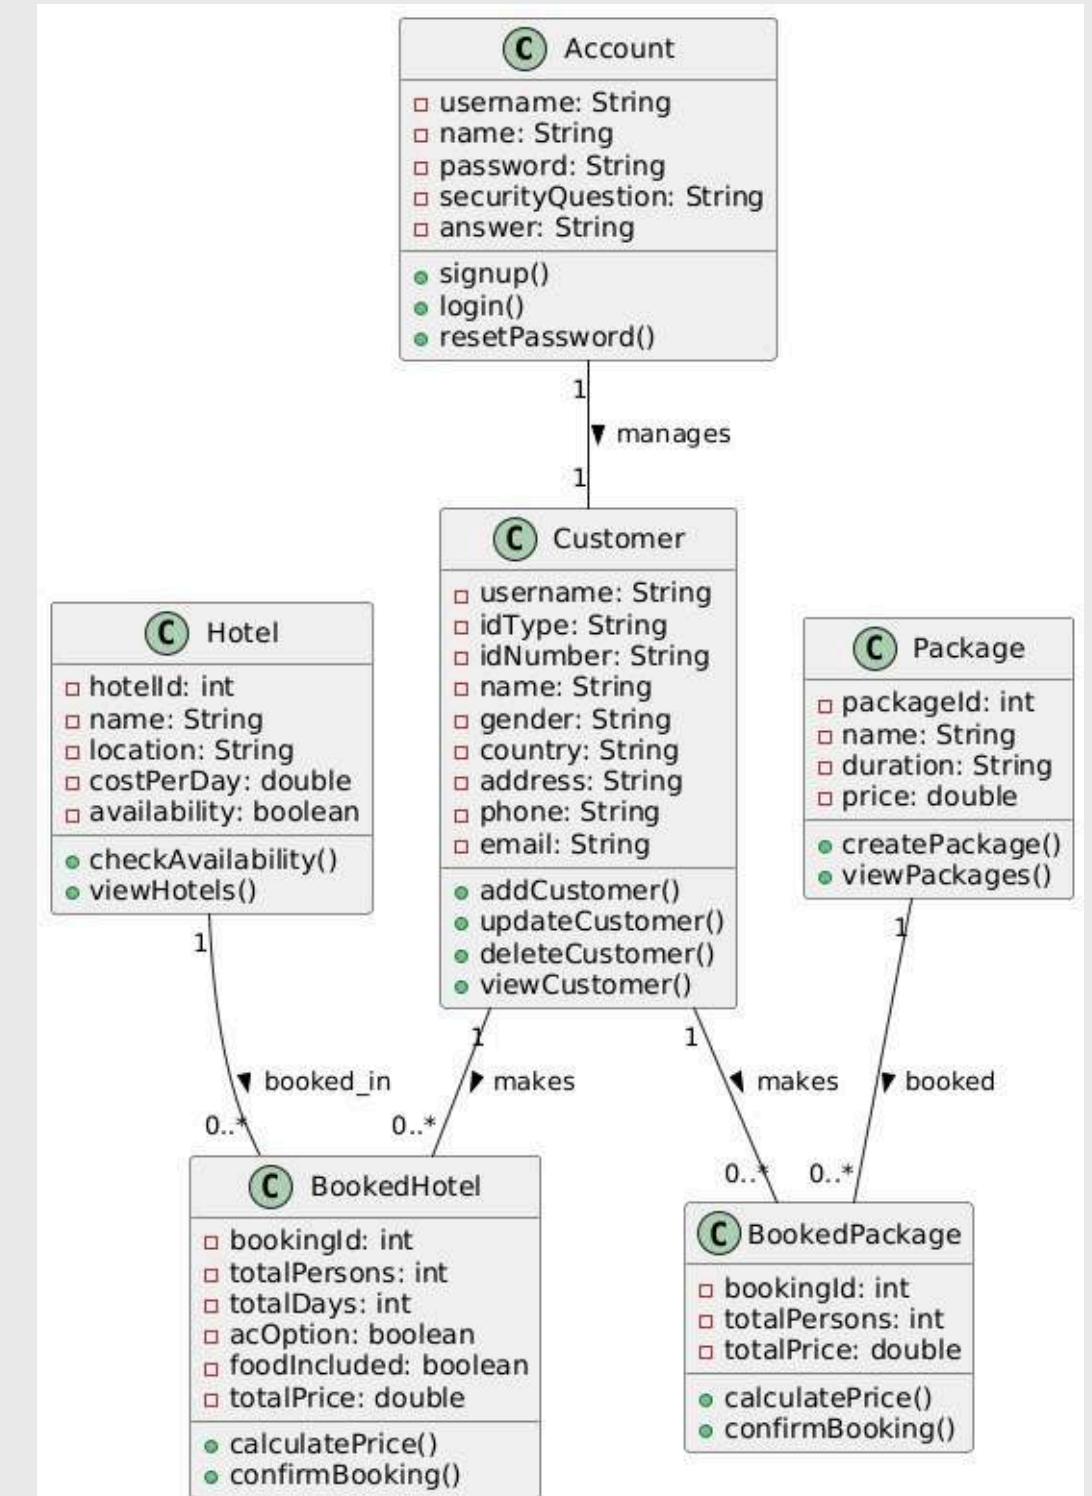 C Account
username: String
name: String
password: String
securityQuestion: String
answer: String
signup()
login()
resetPassword()
1
manages
1
C Customer
username: String
idType: String
idNumber: String
name: String
gender: String
country: String
address: String
phone: String
email: String
addCustomer()
updateCustomer()
deleteCustomer()
viewCustomer()
C Hotel
hotelId: int
name: String
location: String
costPerDay: double
availability: boolean
checkAvailability()
viewHotels()
C Package
packageId: int
name: String
duration: String
price: double
createPackage()
viewPackages()
1
booked_in
0..*
1
makes
0..*
1
makes
0..*
1
booked
0..*
C BookedHotel
bookingId: int
totalPersons: int
totalDays: int
acOption: boolean
foodIncluded: boolean
totalPrice: double
calculatePrice()
confirmBooking()
C BookedPackage
bookingId: int
totalPersons: int
totalPrice: double
calculatePrice()
confirmBooking()